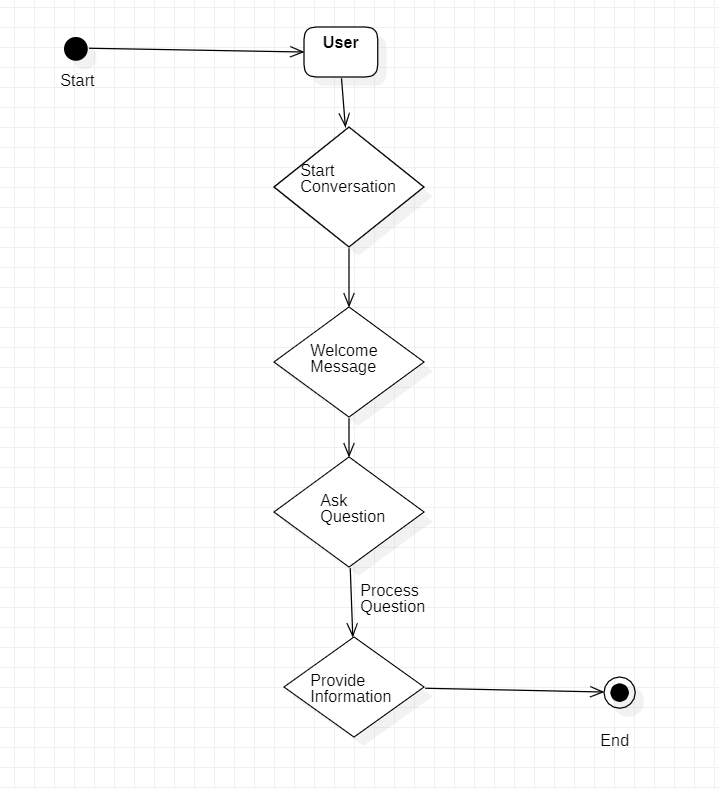 User
Start
Start
Conversation
Welcome
Message
Ask
Question
Process
Question
Provide
Information
End